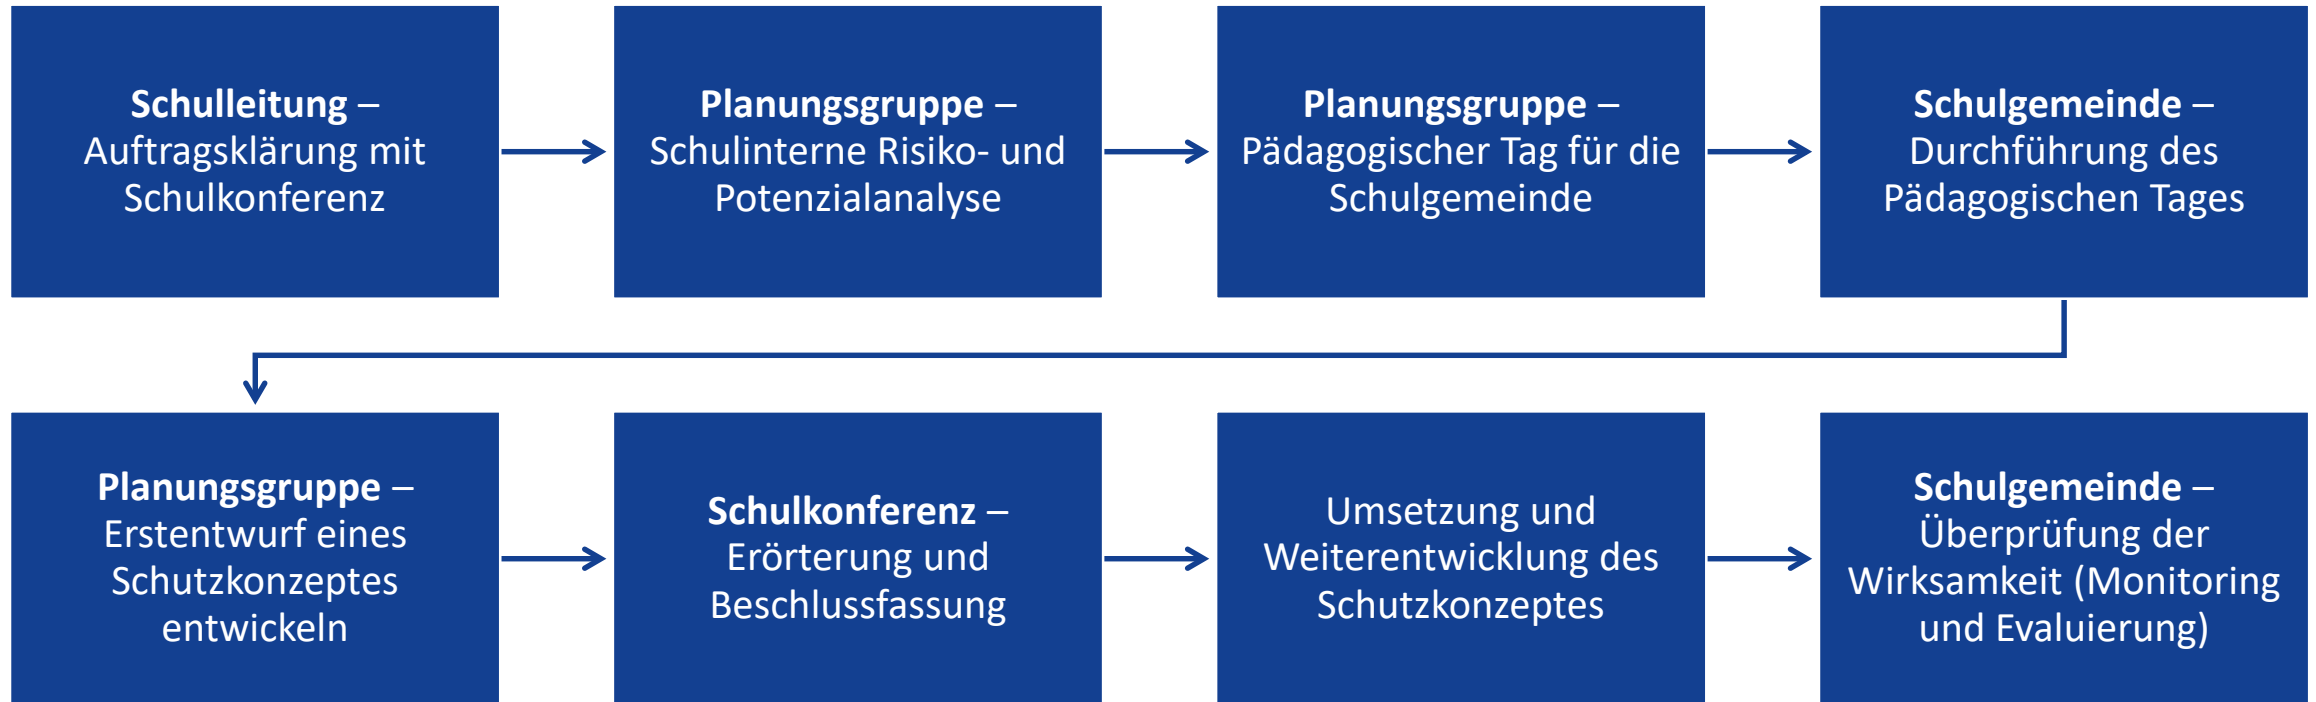 Schulleitung –
Auftragsklärung mit
Schulkonferenz
Planungsgruppe –
Schulinterne Risiko- und
Potenzialanalyse
Planungsgruppe –
Pädagogischer Tag für die
Schulgemeinde
Schulgemeinde –
Durchführung des
Pädagogischen Tages
Planungsgruppe –
Erstentwurf eines
Schutzkonzeptes
entwickeln
Schulkonferenz –
Erörterung und
Beschlussfassung
Umsetzung und
Weiterentwicklung des
Schutzkonzeptes
Schulgemeinde –
Überprüfung der
Wirksamkeit (Monitoring
und Evaluierung)